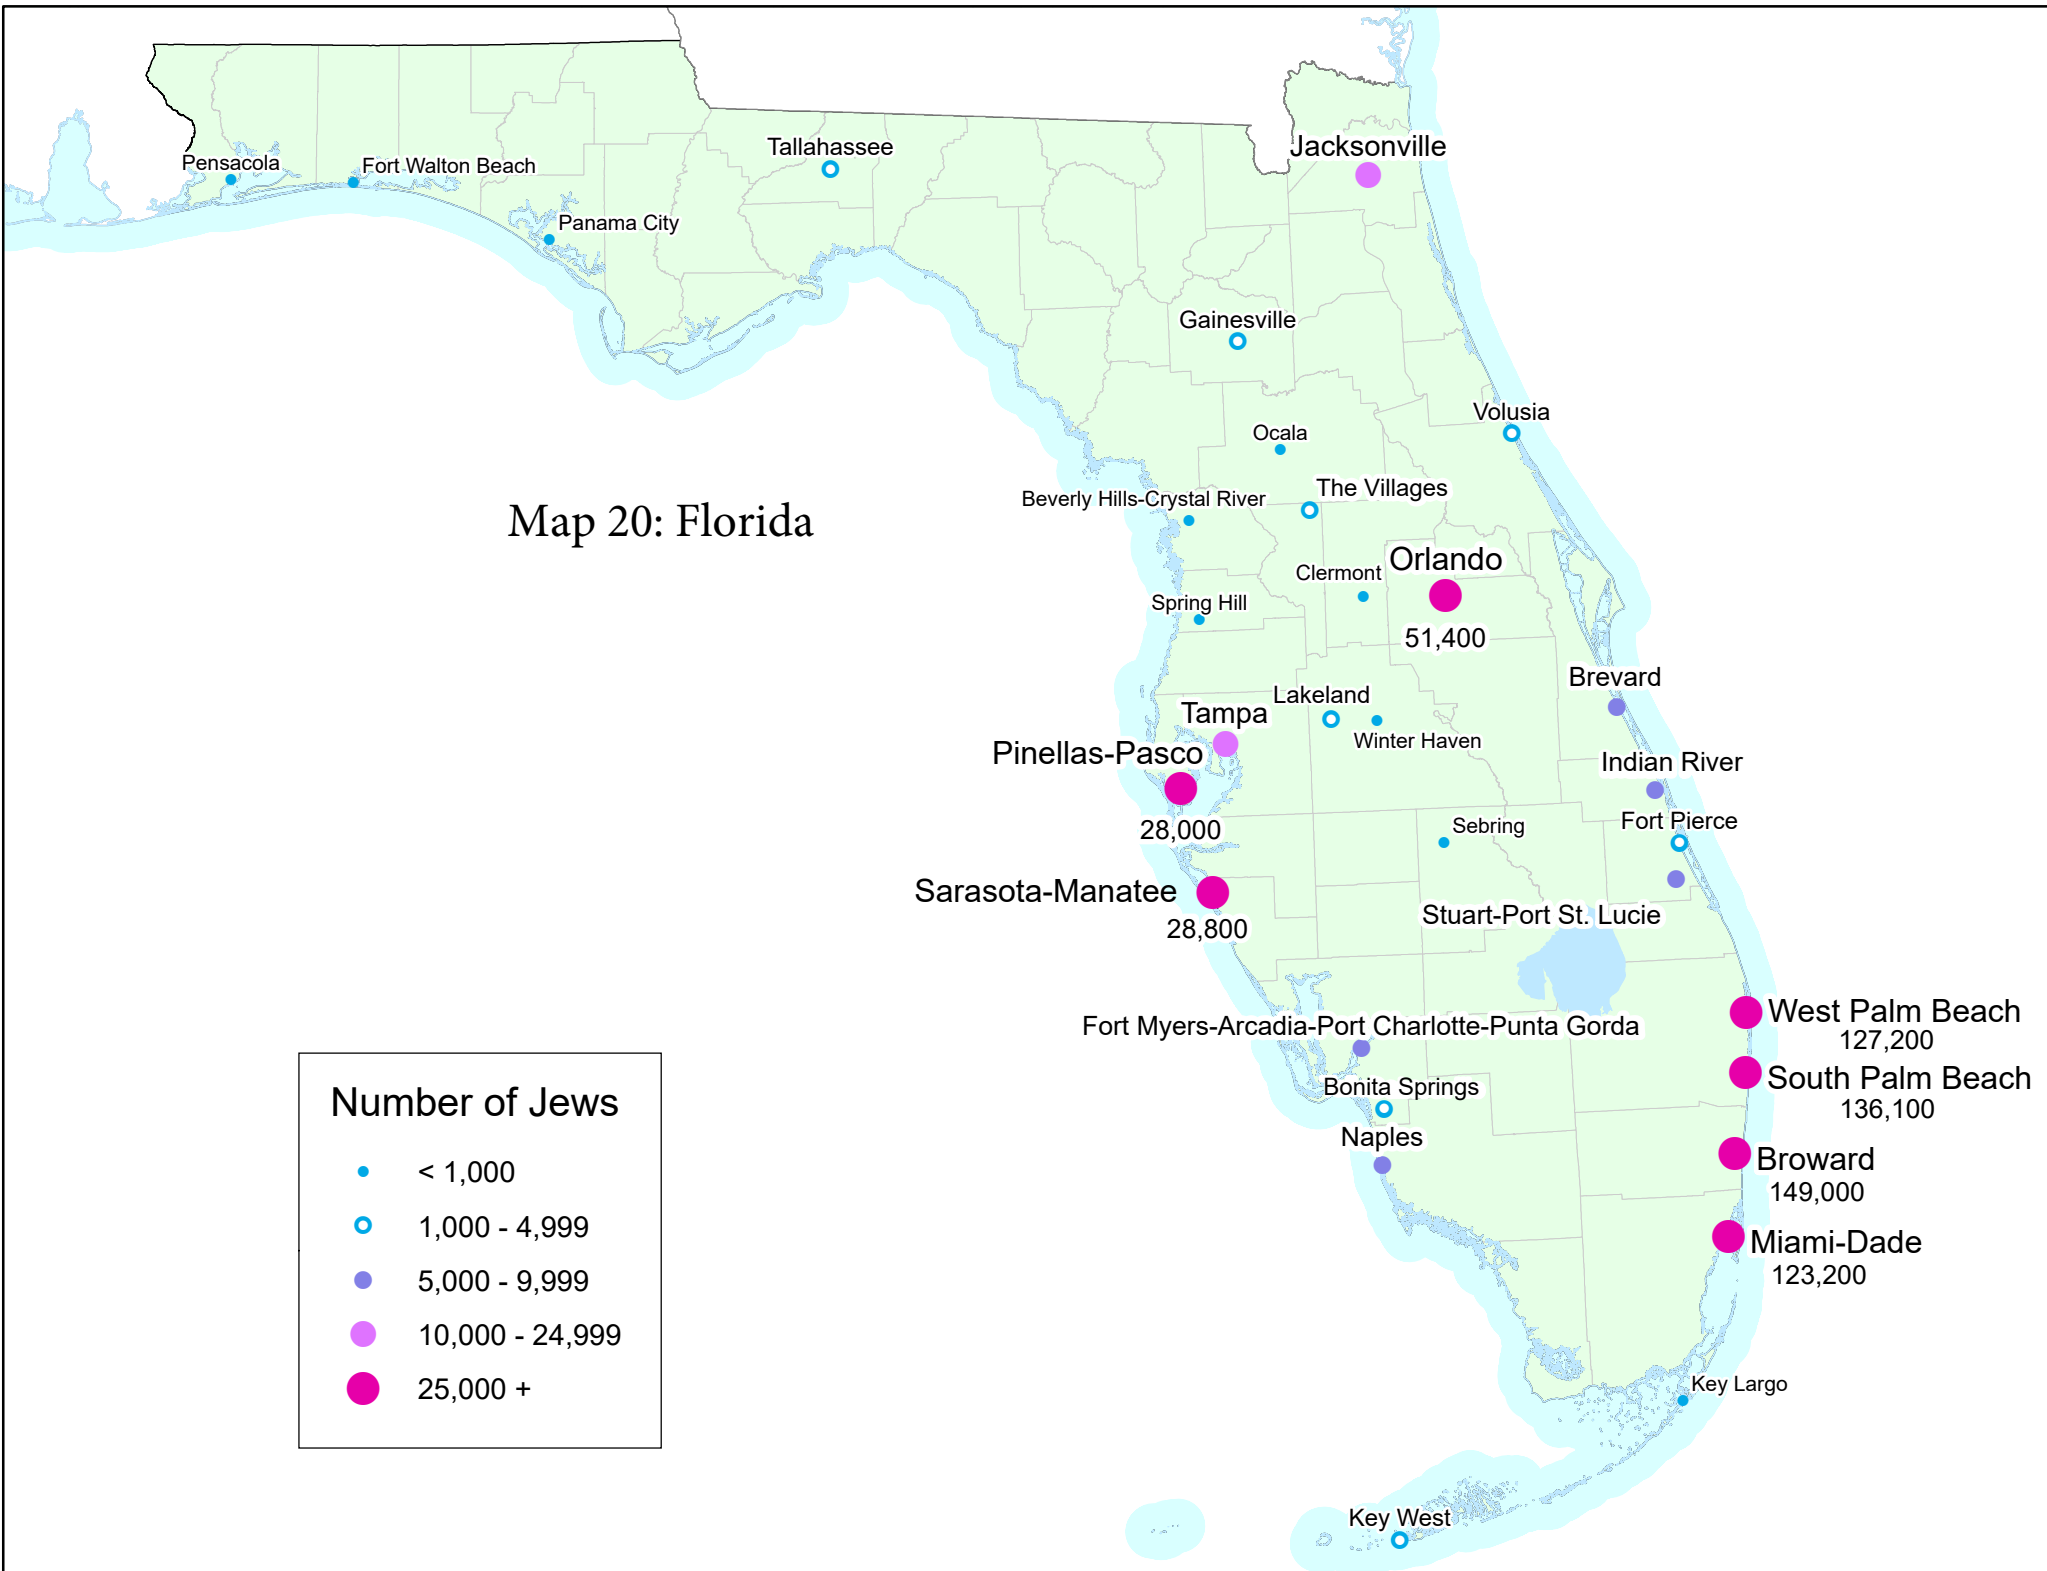 Tallahassee
Jacksonville
Pensacola
Fort Walton Beach
Panama City
Gainesville
Volusia
Ocala
The Villages
Beverly Hills-Crystal River
Map 20: Florida
Orlando
Clermont
Spring Hill
51,400
Brevard
Lakeland
Tampa
Winter Haven
Pinellas-Pasco
Indian River
Fort Pierce
Sebring
28,000
Sarasota-Manatee
Stuart-Port St. Lucie
28,800
West Palm Beach
127,200
Fort Myers-Arcadia-Port Charlotte-Punta Gorda
South Palm Beach
136,100
Bonita Springs
Naples
Broward
149,000
Miami-Dade
123,200
Key Largo
Key West
Number of Jews
< 1,000
1,000 - 4,999
5,000 - 9,999
10,000 - 24,999
25,000 +